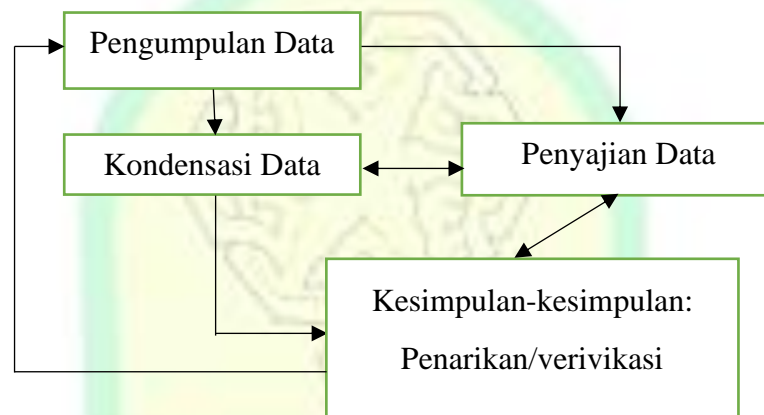 Pengumpulan Data
Kondensasi Data
Penyajian Data
Kesimpulan-kesimpulan:
Penarikan/verivikasi